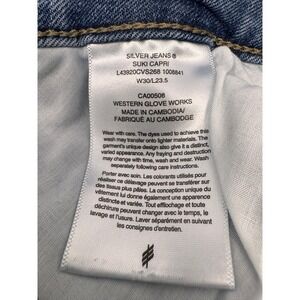 SILVER JEANS®
SUKI CAPRI
L43920CVS268 1008841
W30/L23.5
CA00506
WESTERN GLOVE WORKS
MADE IN CAMBODIA/
FABRIQUÉ AU CAMBODGE
Wear with care. The dyes used to achieve this
wash may transfer onto lighter materials. The
garment's unique design also give it a distinct,
varied appearance. Any fraying and destruction
may change with time, wash and wear. Wash
separately following care instructions.
Porter avec soin. Les colorants utilisés pour
réaliser ce délavage peuvent se transférer sur
des tissus plus pâles. La conception unique du
vêtement lui donne également une apparence
distincte et variée. Tout effilochage et toute
déchirure peuvent changer avec le temps, le
lavage et l'usure. Laver séparément en suivant
les consignes d'entretien.